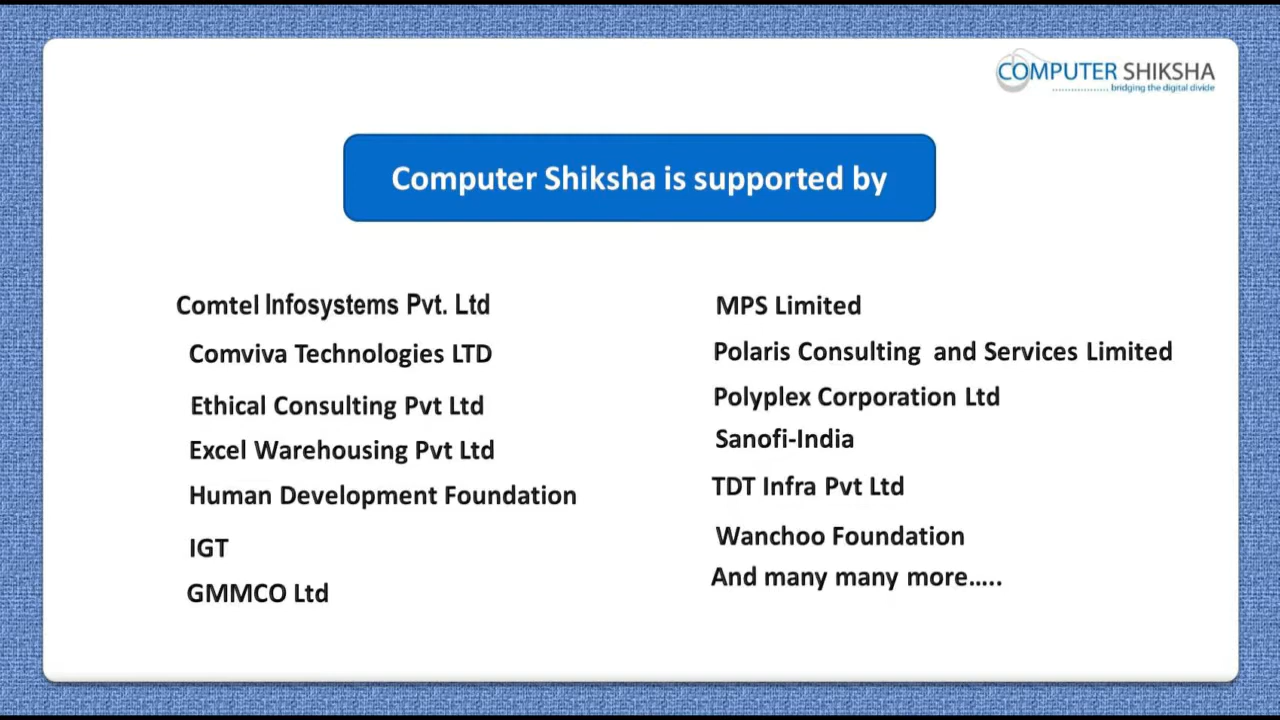 COMPUTER SHIKSHA
bridging the digital divide
Computer Shiksha is supported by
Comtel Infosystems Pvt. Ltd
Comviva Technologies LTD
Ethical Consulting Pvt Ltd
Excel Warehousing Pvt Ltd
Human Development Foundation
IGT
GMMCO Ltd
MPS Limited
Polaris Consulting and Services Limited
Polyplex Corporation Ltd
Sanofi-India
TDT Infra Pvt Ltd
Wanchoo Foundation
And many many more…..